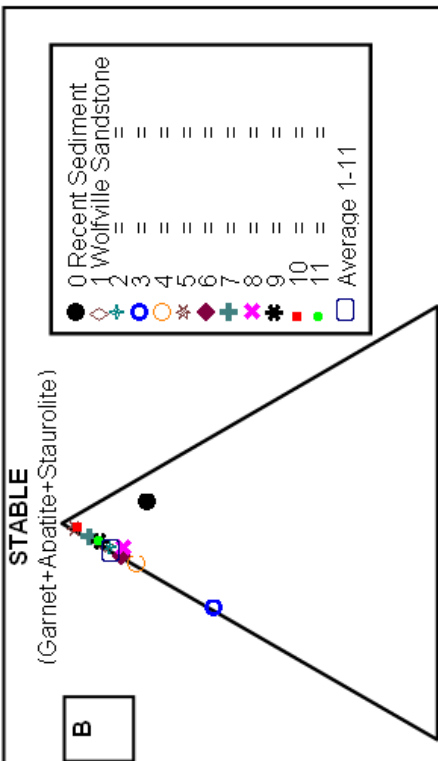 STABLE
(Garnet+Apatite+Staurolite)
B
0 Recent Sediment
1 Wolfville Sandstone
2 " "
3 " "
4 " "
5 " "
6 " "
7 " "
8 " "
9 " "
10 " "
11 " "
Average 1-11